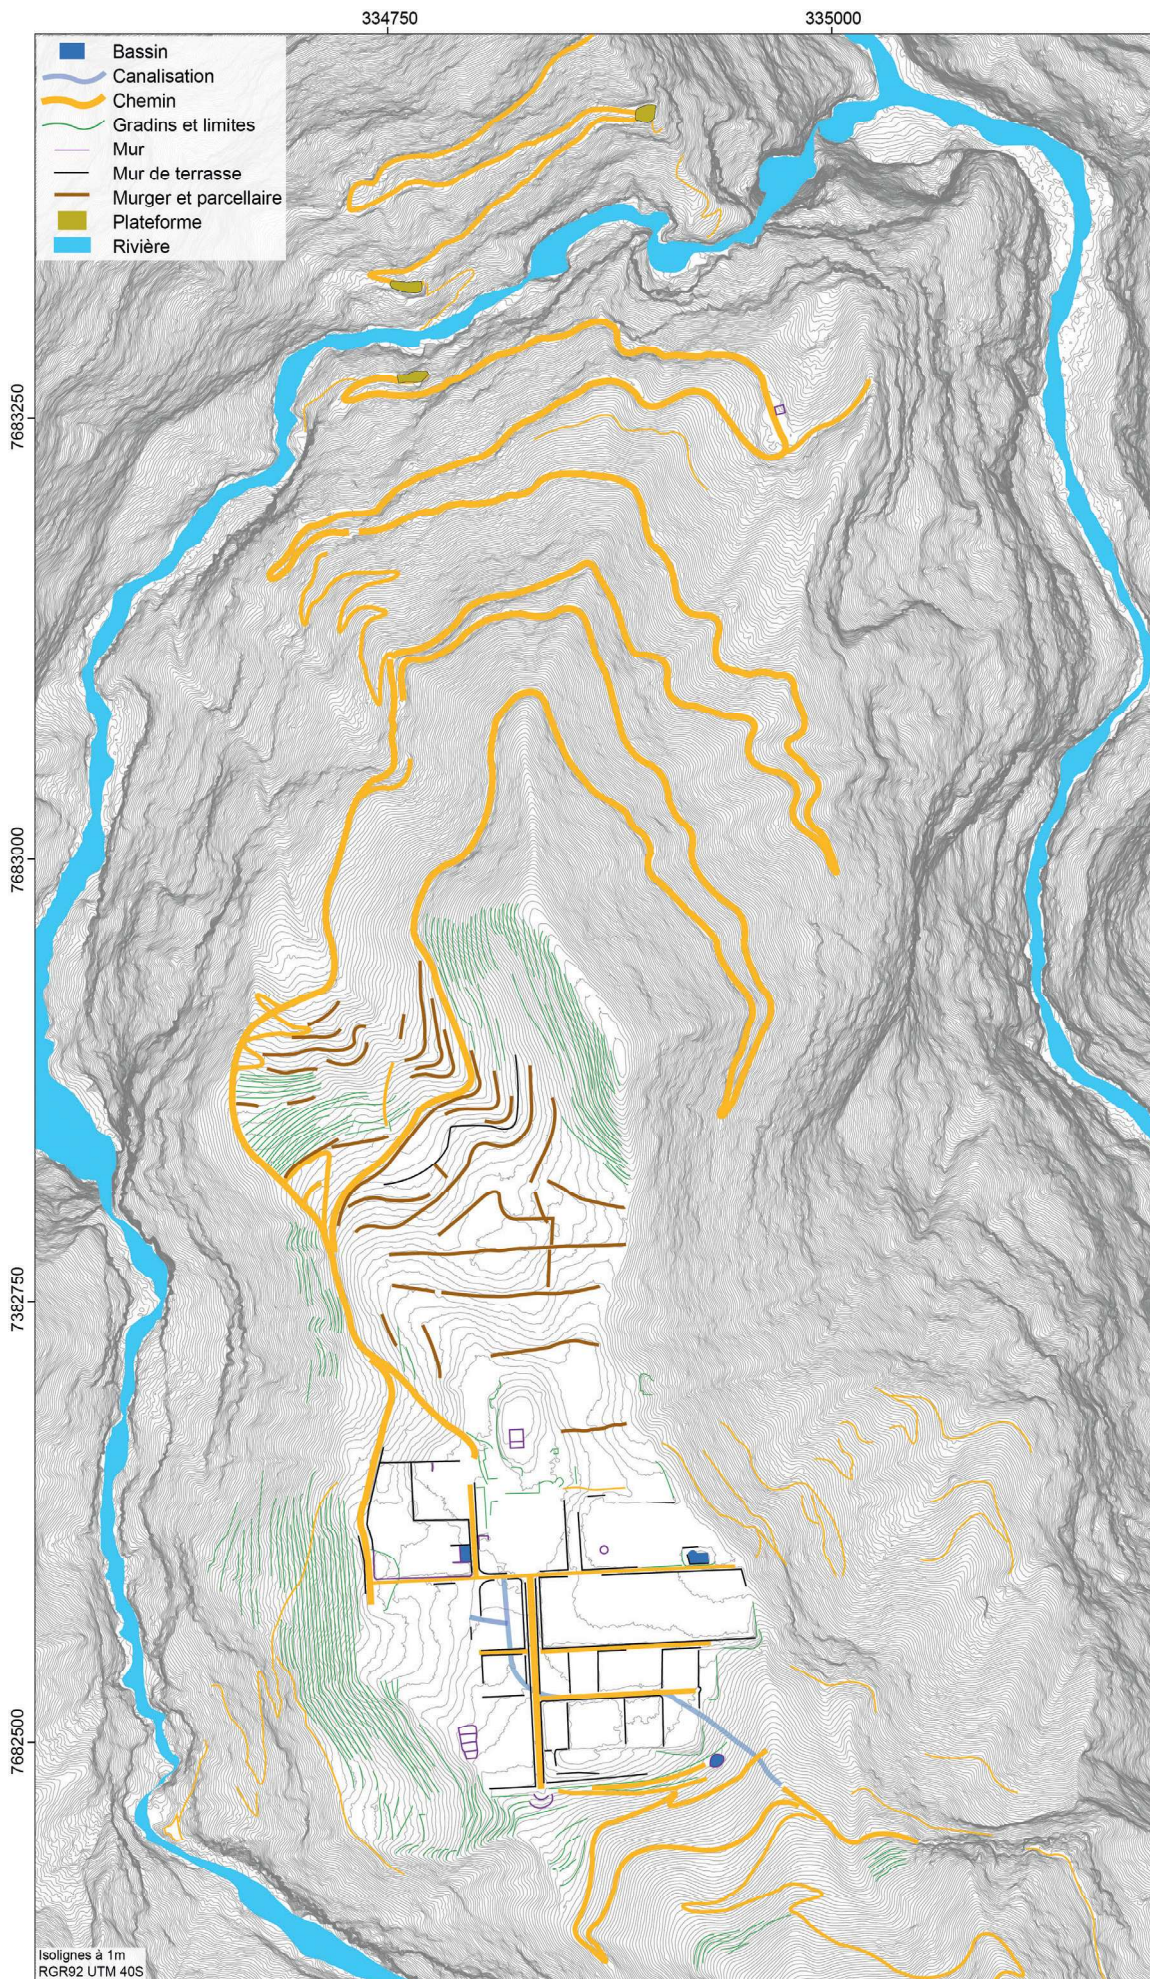 334750
335000
Bassin
Canalisation
Chemin
Gradins et limites
Mur
Mur de terrasse
Murger et parcellaire
Plateforme
Rivière
7683250
7683000
7382750
7682500
Isolignes à 1m
RGR92 UTM 40S